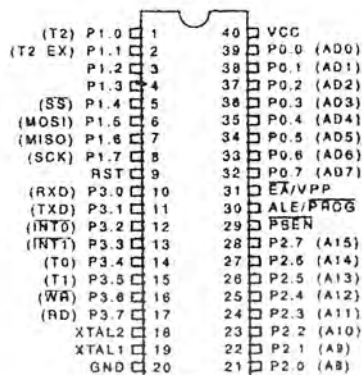 (T2) P1.0 1 40 VCC
(T2 EX) P1.1 2 39 P0.0 (AD0)
P1.2 3 38 P0.1 (AD1)
P1.3 4 37 P0.2 (AD2)
(SS) P1.4 5 36 P0.3 (AD3)
(MOSI) P1.5 6 35 P0.4 (AD4)
(MISO) P1.6 7 34 P0.5 (AD5)
(SCK) P1.7 8 33 P0.6 (AD6)
RST 9 32 P0.7 (AD7)
(RXD) P3.0 10 31 EA/VPP
(TXD) P3.1 11 30 ALE/PROG
(INT0) P3.2 12 29 PSEN
(INT1) P3.3 13 28 P2.7 (A15)
(T0) P3.4 14 27 P2.6 (A14)
(T1) P3.5 15 26 P2.5 (A13)
(WR) P3.6 16 25 P2.4 (A12)
(RD) P3.7 17 24 P2.3 (A11)
XTAL2 18 23 P2.2 (A10)
XTAL1 19 22 P2.1 (A9)
GND 20 21 P2.0 (A8)